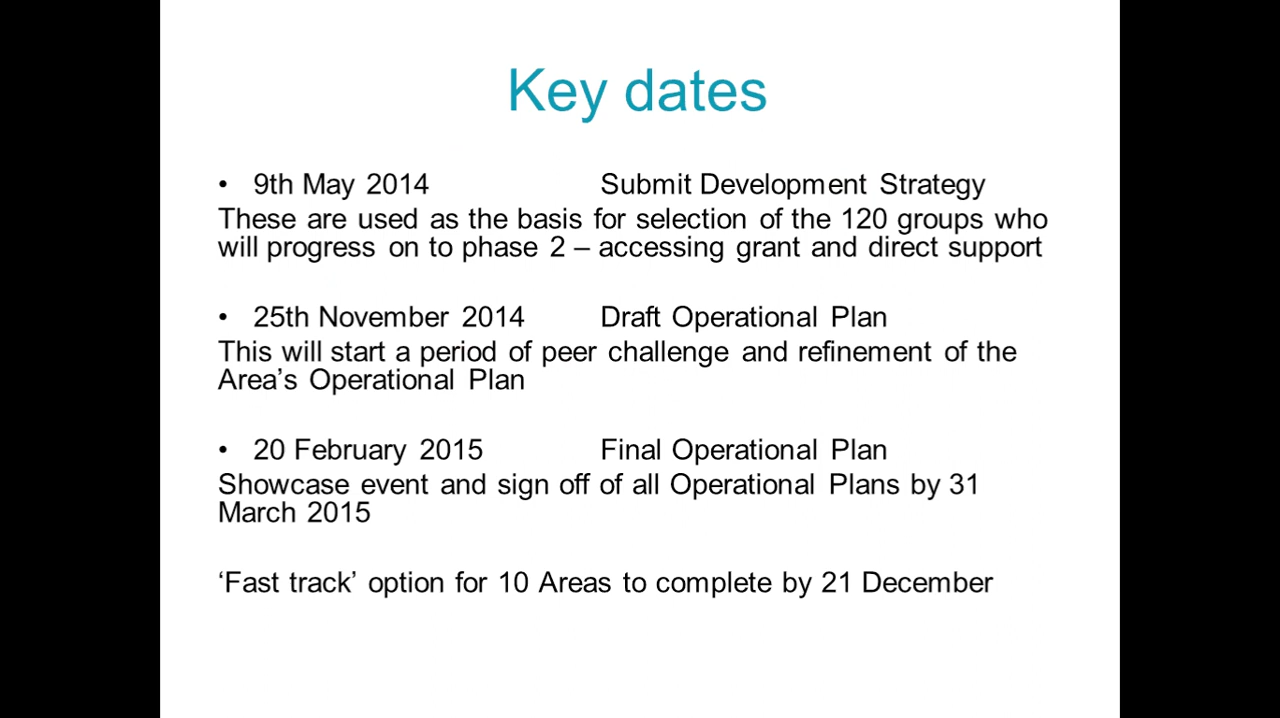 Key dates
• 9th May 2014 Submit Development Strategy
These are used as the basis for selection of the 120 groups who
will progress on to phase 2 – accessing grant and direct support
• 25th November 2014 Draft Operational Plan
This will start a period of peer challenge and refinement of the
Area’s Operational Plan
• 20 February 2015 Final Operational Plan
Showcase event and sign off of all Operational Plans by 31
March 2015
‘Fast track’ option for 10 Areas to complete by 21 December